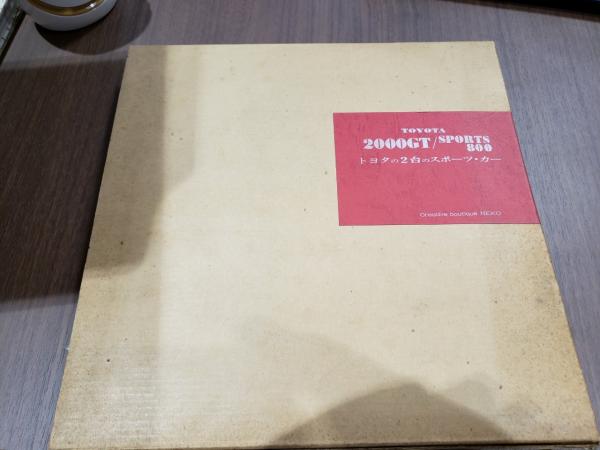 TOYOTA
2000GT/SPORTS 800
トヨタの2台のスポーツ・カー
Creative boutique NEKO